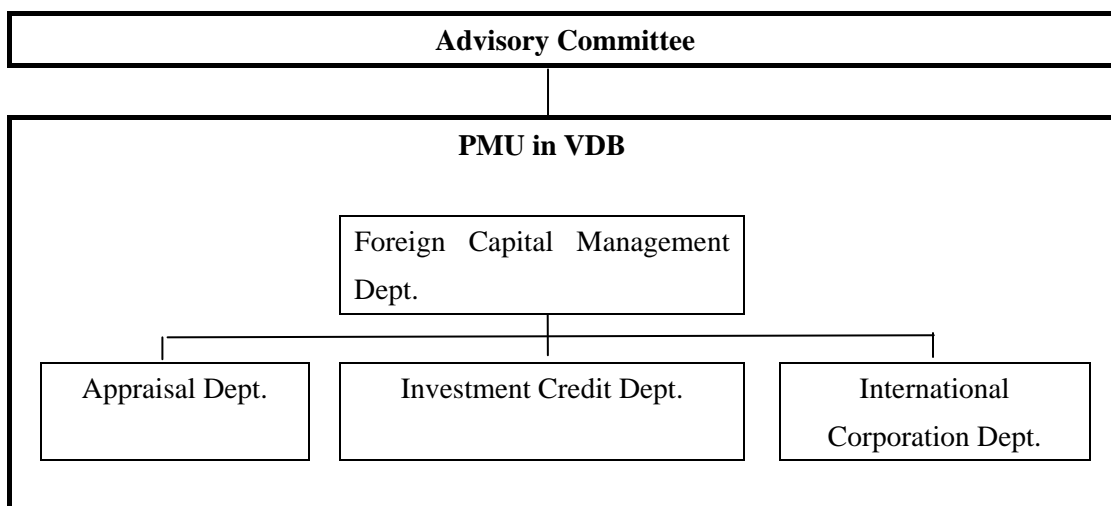 Advisory Committee
PMU in VDB
Foreign Capital Management
Dept.
Appraisal Dept.
Investment Credit Dept.
International
Corporation Dept.